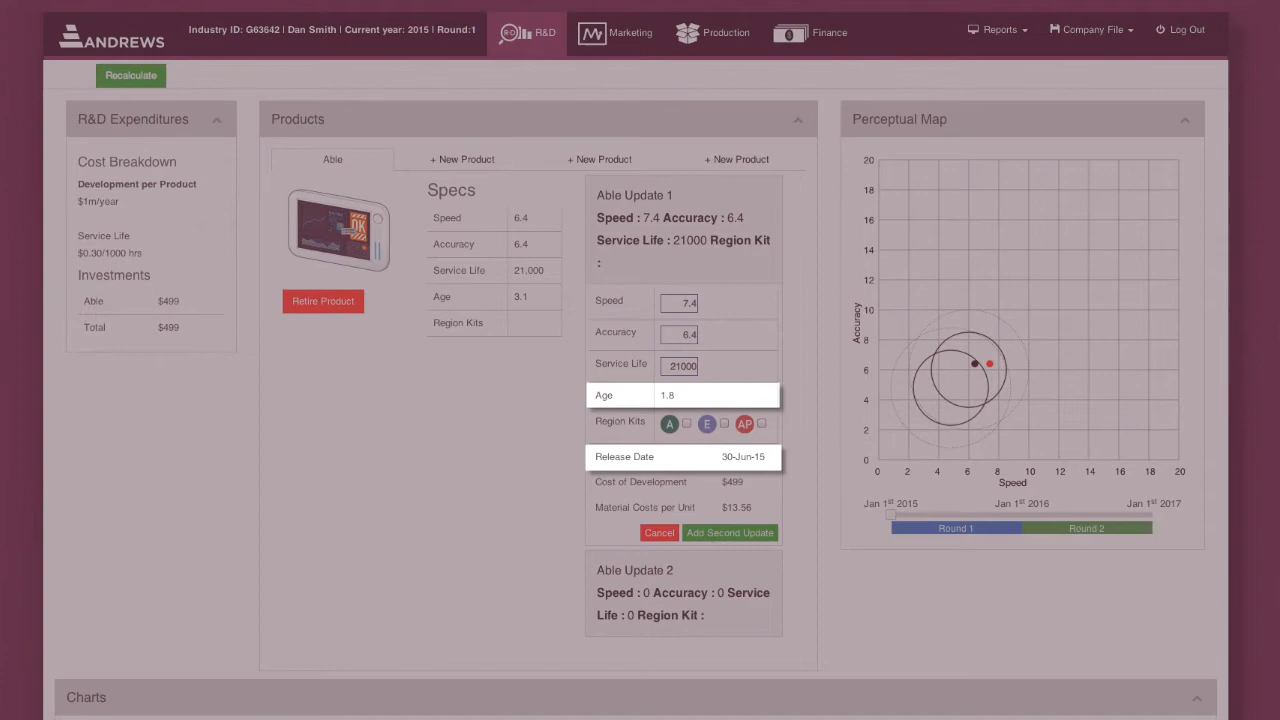 ANDREWS
Industry ID: G63642 | Dan Smith | Current year: 2015 | Round:1
R&D
Marketing
Production
Finance
Reports
Company File
Log Out
Recalculate
R&D Expenditures
Cost Breakdown
Development per Product
$1m/year
Service Life
$0.30/1000 hrs
Investments
Able $499
Total $499
Products
Able
+ New Product
+ New Product
+ New Product
OK
Retire Product
Specs
Speed 6.4
Accuracy 6.4
Service Life 21,000
Age 3.1
Region Kits
Able Update 1
Speed : 7.4 Accuracy : 6.4
Service Life : 21000 Region Kit
:
Speed 7.4
Accuracy 6.4
Service Life 21000
Age 1.8
Region Kits A E AP
Release Date 30-Jun-15
Cost of Development $499
Material Costs per Unit $13.56
Cancel Add Second Update
Able Update 2
Speed : 0 Accuracy : 0 Service
Life : 0 Region Kit :
Perceptual Map
20
18
16
14
12
10
8
6
4
2
0
Accuracy
0 2 4 6 8 10 12 14 16 18 20
Speed
Jan 1st 2015 Jan 1st 2016 Jan 1st 2017
Round 1 Round 2
Charts